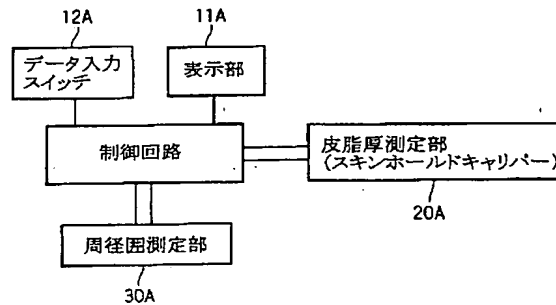 12A
11A
データ入力
スイッチ
表示部
制御回路
皮脂厚測定部
(スキンホールドキャリパー)
20A
周径囲測定部
30A